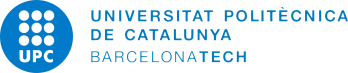 UPC
UNIVERSITAT POLITÈCNICA
DE CATALUNYA
BARCELONATECH